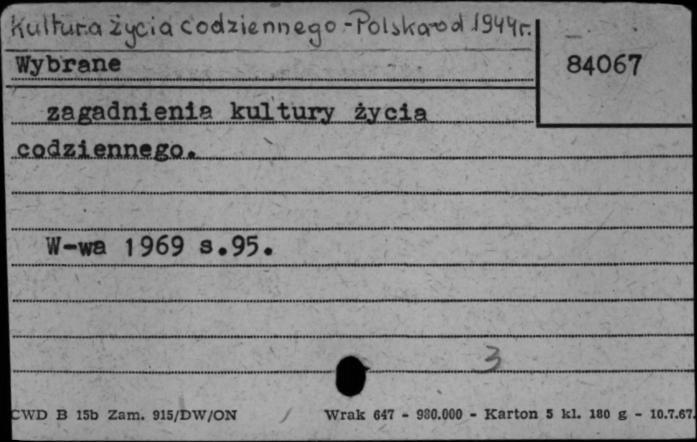 Kultura życia codziennego - Polska od 1944r.
Wybrane
84067
zagadnienia kultury życia
codziennego.
W-wa 1969 s.95.
3
CWD B 15b Zam. 915/DW/ON Wrak 647 - 980.000 - Karton 5 kl. 180 g - 10.7.67.